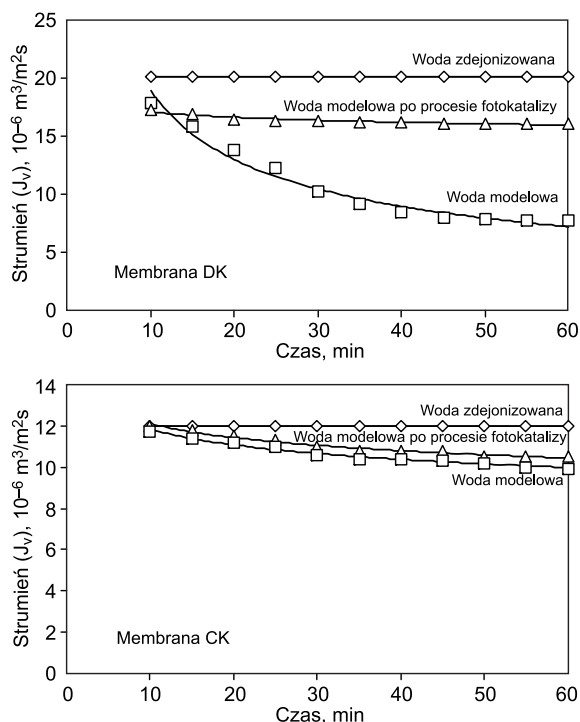 25
20
15
10
5
0
Strumień (Jᵥ), 10⁻⁶ m³/m²s
Woda zdejonizowana
Woda modelowa po procesie fotokatalizy
Woda modelowa
Membrana DK
0 10 20 30 40 50 60
Czas, min
14
12
10
8
6
4
2
0
Strumień (Jᵥ), 10⁻⁶ m³/m²s
Woda zdejonizowana
Woda modelowa po procesie fotokatalizy
Woda modelowa
Membrana CK
0 10 20 30 40 50 60
Czas, min